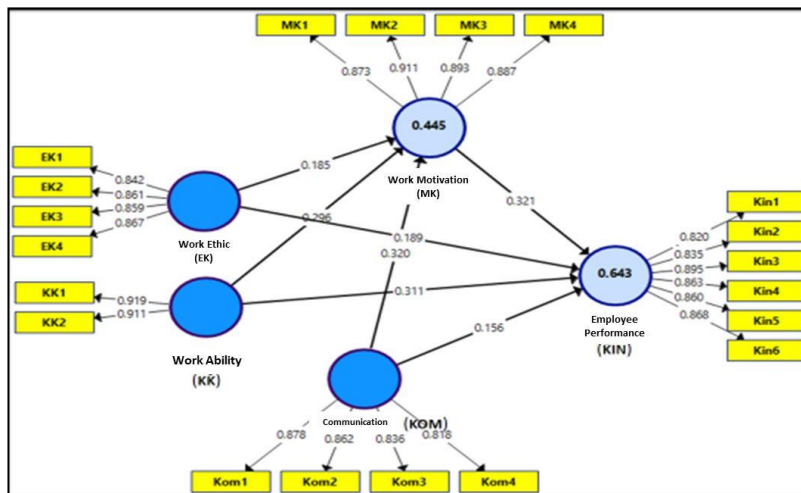 MK1 MK2 MK3 MK4
0.873 0.911 0.893 0.887
0.445
Work Motivation
(MK)
EK1
EK2
EK3
EK4
0.842
0.861
0.859
0.867
Work Ethic
(EK)
0.185
0.296
0.320
0.189
0.321
0.311
0.156
KK1
KK2
0.919
0.911
Work Ability
(KK)
0.643
Employee
Performance
(KIN)
0.820
0.835
0.895
0.863
0.860
0.868
Kin1
Kin2
Kin3
Kin4
Kin5
Kin6
Communication (KOM)
0.878 0.862 0.836 0.818
Kom1 Kom2 Kom3 Kom4